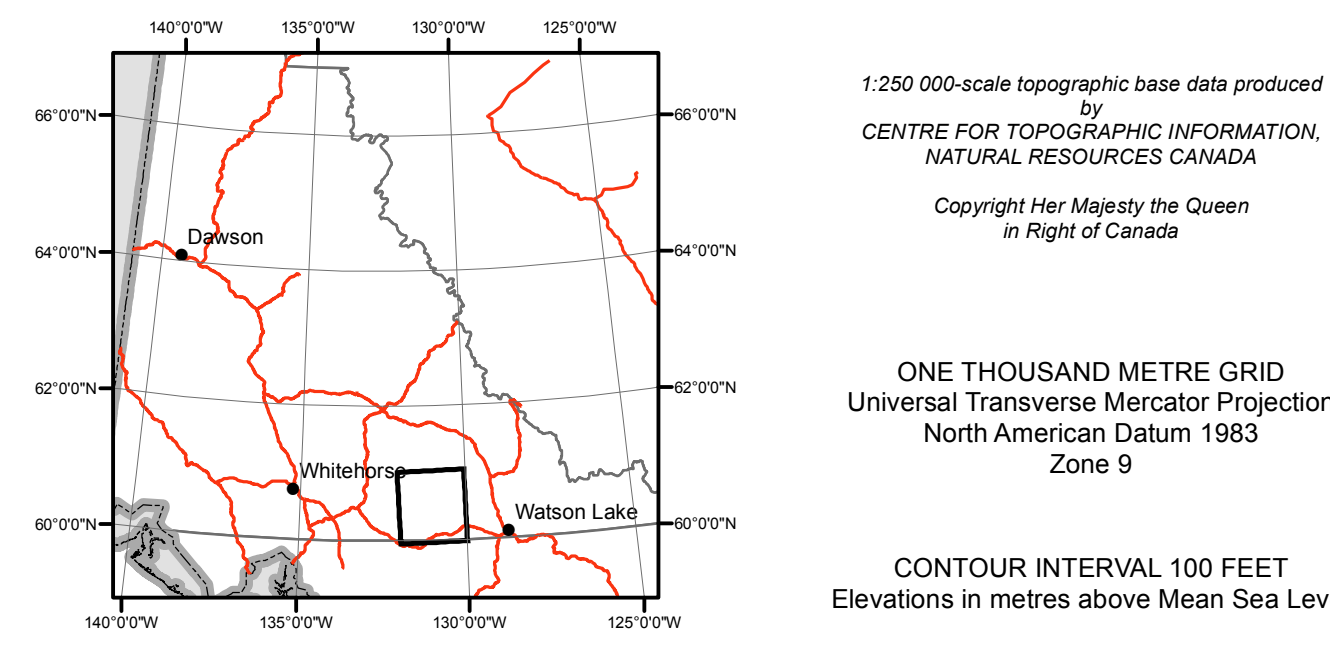 140°0'0"W 135°0'0"W 130°0'0"W 125°0'0"W
66°0'0"N 66°0'0"N
Dawson
64°0'0"N 64°0'0"N
62°0'0"N 62°0'0"N
Whitehorse
Watson Lake
60°0'0"N 60°0'0"N
140°0'0"W 135°0'0"W 130°0'0"W 125°0'0"W
1:250 000-scale topographic base data produced
by
CENTRE FOR TOPOGRAPHIC INFORMATION,
NATURAL RESOURCES CANADA
Copyright Her Majesty the Queen
in Right of Canada
ONE THOUSAND METRE GRID
Universal Transverse Mercator Projection
North American Datum 1983
Zone 9
CONTOUR INTERVAL 100 FEET
Elevations in metres above Mean Sea Lev